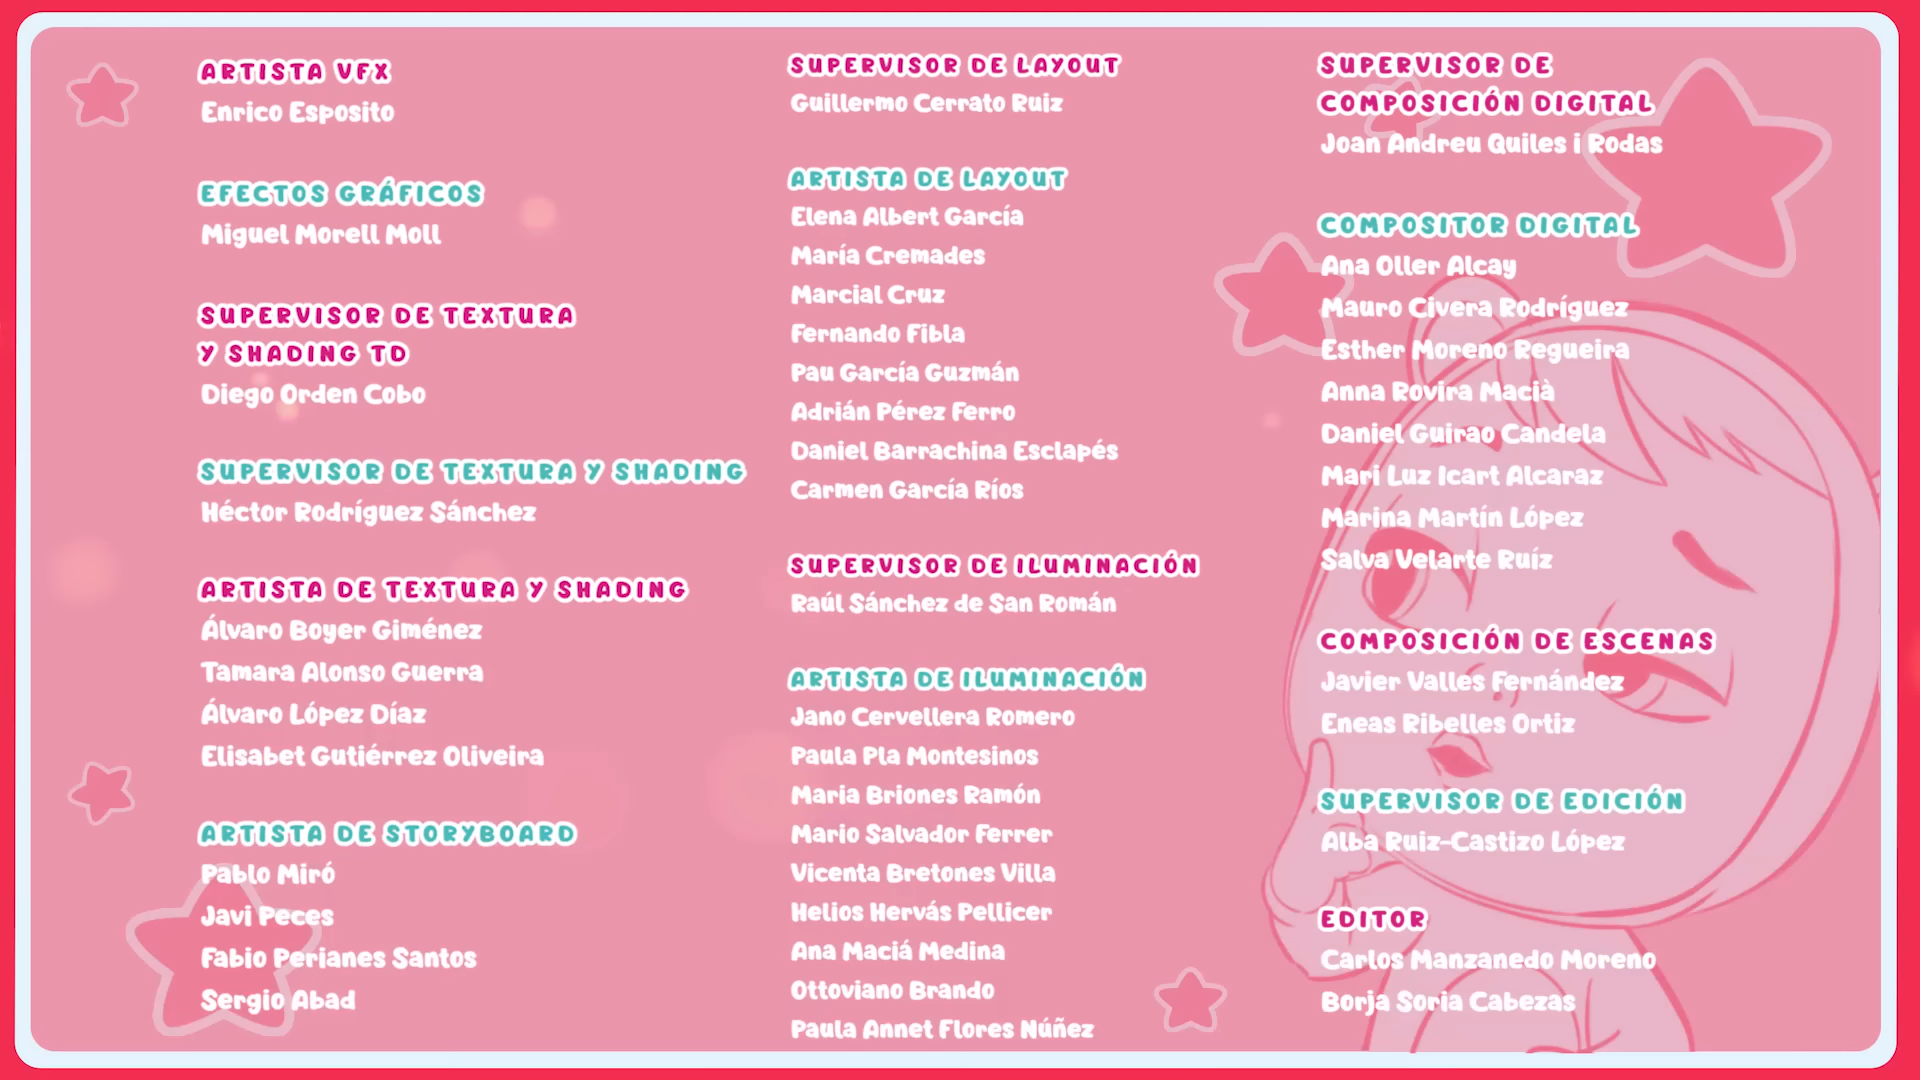 ARTISTA VFX
Enrico Esposito
EFECTOS GRÁFICOS
Miguel Morell Moll
SUPERVISOR DE TEXTURA
Y SHADING TD
Diego Orden Cobo
SUPERVISOR DE TEXTURA Y SHADING
Héctor Rodríguez Sánchez
ARTISTA DE TEXTURA Y SHADING
Álvaro Boyer Giménez
Tamara Alonso Guerra
Álvaro López Díaz
Elisabet Gutiérrez Oliveira
ARTISTA DE STORYBOARD
Pablo Miró
Javi Peces
Fabio Perianes Santos
Sergio Abad
SUPERVISOR DE LAYOUT
Guillermo Cerrato Ruiz
ARTISTA DE LAYOUT
Elena Albert García
María Cremades
Marcial Cruz
Fernando Fibla
Pau García Guzmán
Adrián Pérez Ferro
Daniel Barrachina Esclapés
Carmen García Ríos
SUPERVISOR DE ILUMINACIÓN
Raúl Sánchez de San Román
ARTISTA DE ILUMINACIÓN
Jano Cervellera Romero
Paula Pla Montesinos
Maria Briones Ramón
Mario Salvador Ferrer
Vicenta Bretones Villa
Helios Hervás Pellicer
Ana Maciá Medina
Ottoviano Brando
Paula Annet Flores Núñez
SUPERVISOR DE
COMPOSICIÓN DIGITAL
Joan Andreu Quiles i Rodas
COMPOSITOR DIGITAL
Ana Oller Alcay
Mauro Civera Rodríguez
Esther Moreno Regueira
Anna Rovira Macià
Daniel Guirao Candela
Mari Luz Icart Alcaraz
Marina Martín López
Salva Velarte Ruíz
COMPOSICIÓN DE ESCENAS
Javier Valles Fernández
Eneas Ribelles Ortiz
SUPERVISOR DE EDICIÓN
Alba Ruiz-Castizo López
EDITOR
Carlos Manzanedo Moreno
Borja Soria Cabezas